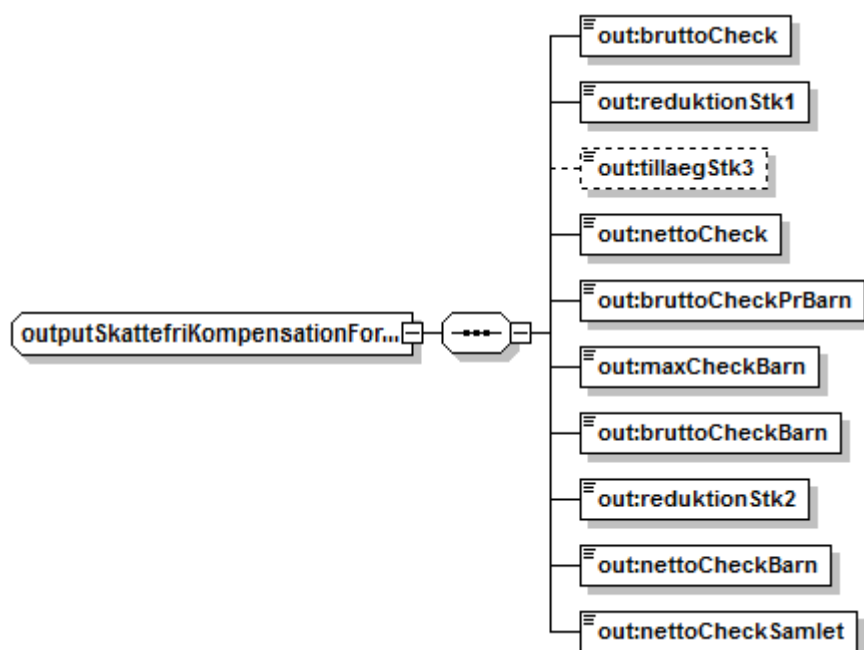 out:bruttoCheck
out:reduktionStk1
out:tillaegStk3
out:nettoCheck
out:bruttoCheckPrBarn
outputSkattefriKompensationFor...
out:maxCheckBarn
out:bruttoCheckBarn
out:reduktionStk2
out:nettoCheckBarn
out:nettoCheckSamlet